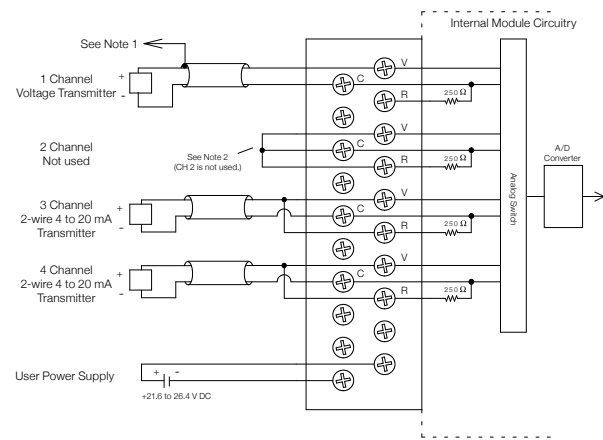 Internal Module Circuitry
See Note 1
1 Channel
Voltage Transmitter
+
-
V
C
R
250 Ω
2 Channel
Not used
See Note 2
(CH 2 is not used.)
V
C
R
250 Ω
A/D
Converter
Analog Switch
3 Channel
2-wire 4 to 20 mA
Transmitter
+
-
V
C
R
250 Ω
4 Channel
2-wire 4 to 20 mA
Transmitter
+
-
V
C
R
250 Ω
User Power Supply
+ -
+21.6 to 26.4 V DC